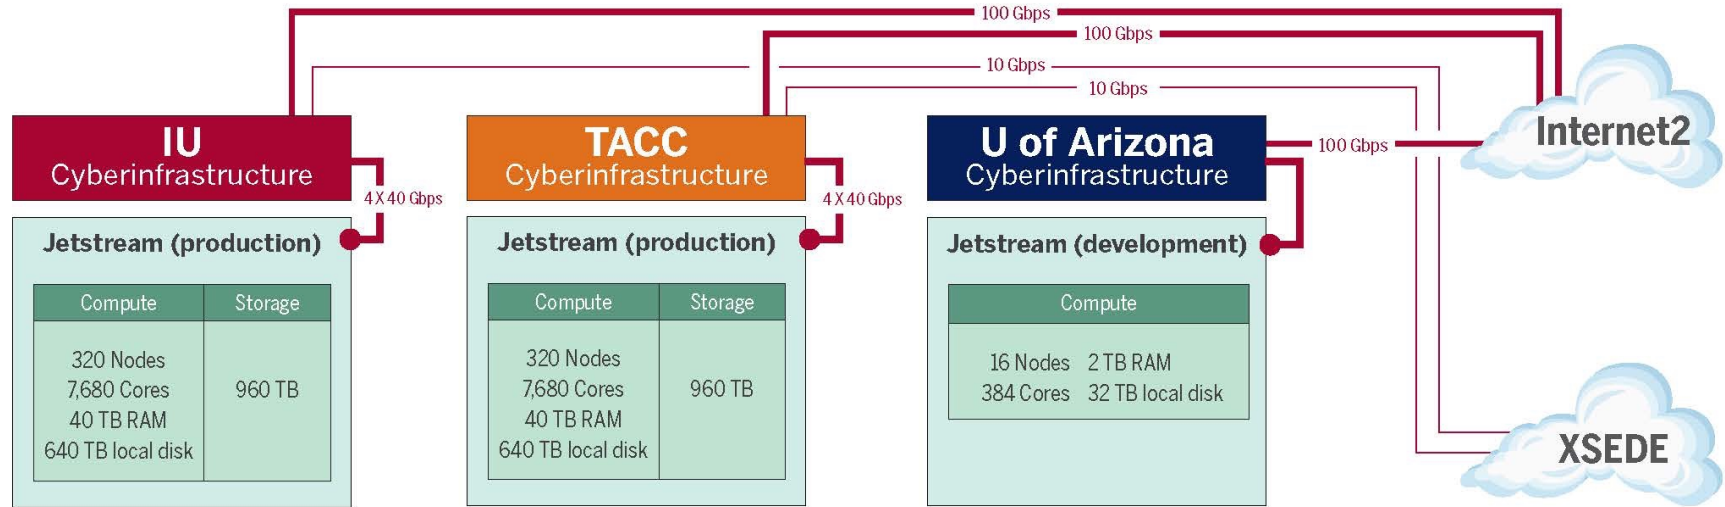 100 Gbps
100 Gbps
10 Gbps
10 Gbps
IU
Cyberinfrastructure
4 X 40 Gbps
Jetstream (production)
Compute
Storage
320 Nodes
7,680 Cores
40 TB RAM
640 TB local disk
960 TB
TACC
Cyberinfrastructure
4 X 40 Gbps
Jetstream (production)
Compute
Storage
320 Nodes
7,680 Cores
40 TB RAM
640 TB local disk
960 TB
U of Arizona
Cyberinfrastructure
100 Gbps
Jetstream (development)
Compute
16 Nodes 2 TB RAM
384 Cores 32 TB local disk
Internet2
XSEDE